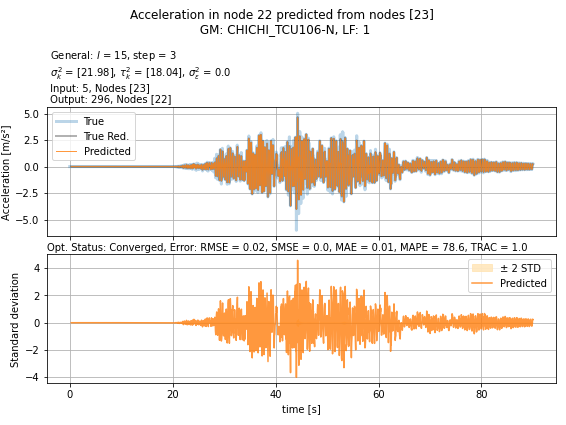 Acceleration in node 22 predicted from nodes [23]
GM: CHICHI_TCU106-N, LF: 1
General: l = 15, step = 3
σ²ₖ = [21.98], τ²ₖ = [18.04], σ²ε = 0.0
Input: 5, Nodes [23]
Output: 296, Nodes [22]
Acceleration [m/s²]
5.0
2.5
0.0
−2.5
−5.0
True
True Red.
Predicted
Opt. Status: Converged, Error: RMSE = 0.02, SMSE = 0.0, MAE = 0.01, MAPE = 78.6, TRAC = 1.0
Standard deviation
4
2
0
−2
−4
± 2 STD
Predicted
0
20
40
60
80
time [s]